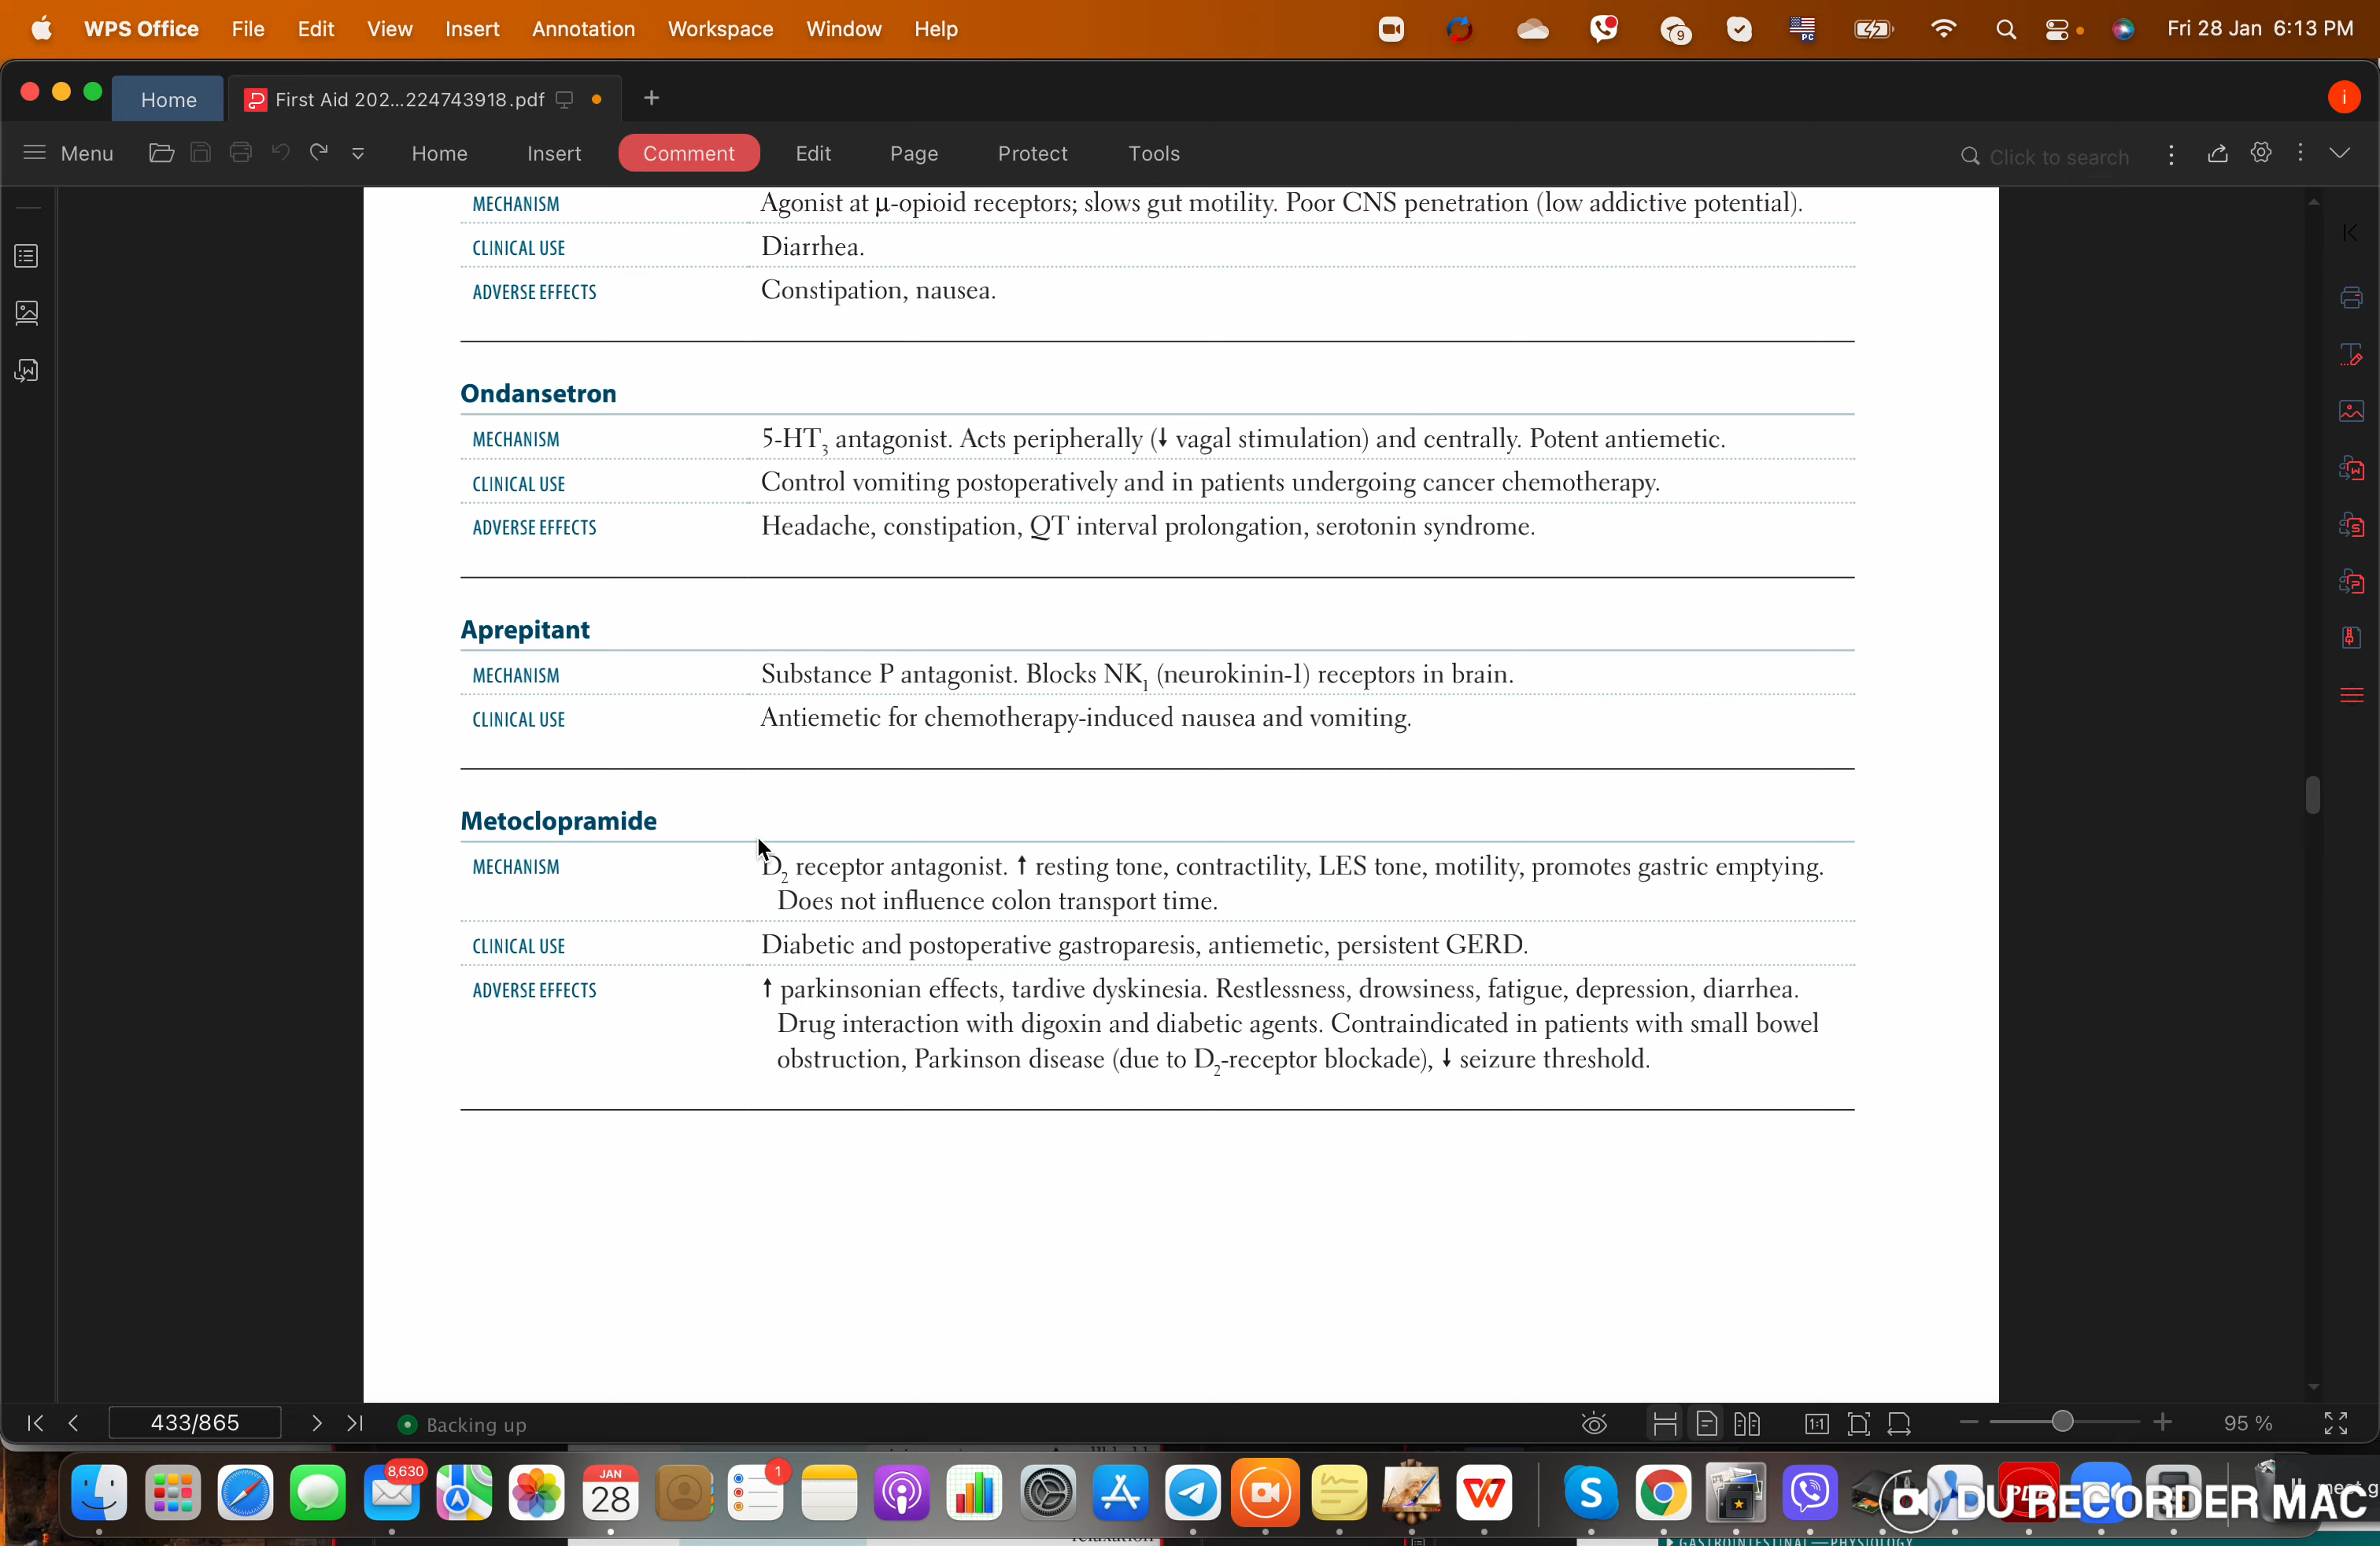 WPS Office File Edit View Insert Annotation Workspace Window Help 9 PC Fri 28 Jan 6:13 PM
Home First Aid 202...224743918.pdf + i
Menu Home Insert Comment Edit Page Protect Tools Click to search
MECHANISM Agonist at μ-opioid receptors; slows gut motility. Poor CNS penetration (low addictive potential).
CLINICAL USE Diarrhea.
ADVERSE EFFECTS Constipation, nausea.
Ondansetron
MECHANISM 5-HT₃ antagonist. Acts peripherally (↓ vagal stimulation) and centrally. Potent antiemetic.
CLINICAL USE Control vomiting postoperatively and in patients undergoing cancer chemotherapy.
ADVERSE EFFECTS Headache, constipation, QT interval prolongation, serotonin syndrome.
Aprepitant
MECHANISM Substance P antagonist. Blocks NK₁ (neurokinin-1) receptors in brain.
CLINICAL USE Antiemetic for chemotherapy-induced nausea and vomiting.
Metoclopramide
MECHANISM D₂ receptor antagonist. ↑ resting tone, contractility, LES tone, motility, promotes gastric emptying.
Does not influence colon transport time.
CLINICAL USE Diabetic and postoperative gastroparesis, antiemetic, persistent GERD.
ADVERSE EFFECTS ↑ parkinsonian effects, tardive dyskinesia. Restlessness, drowsiness, fatigue, depression, diarrhea.
Drug interaction with digoxin and diabetic agents. Contraindicated in patients with small bowel
obstruction, Parkinson disease (due to D₂-receptor blockade), ↓ seizure threshold.
433/865 Backing up 1:1 95 %
8,630 JAN 28 1 S PDF
DU RECORDER MAC
GASTROINTESTINAL—PHYSIOLOGY